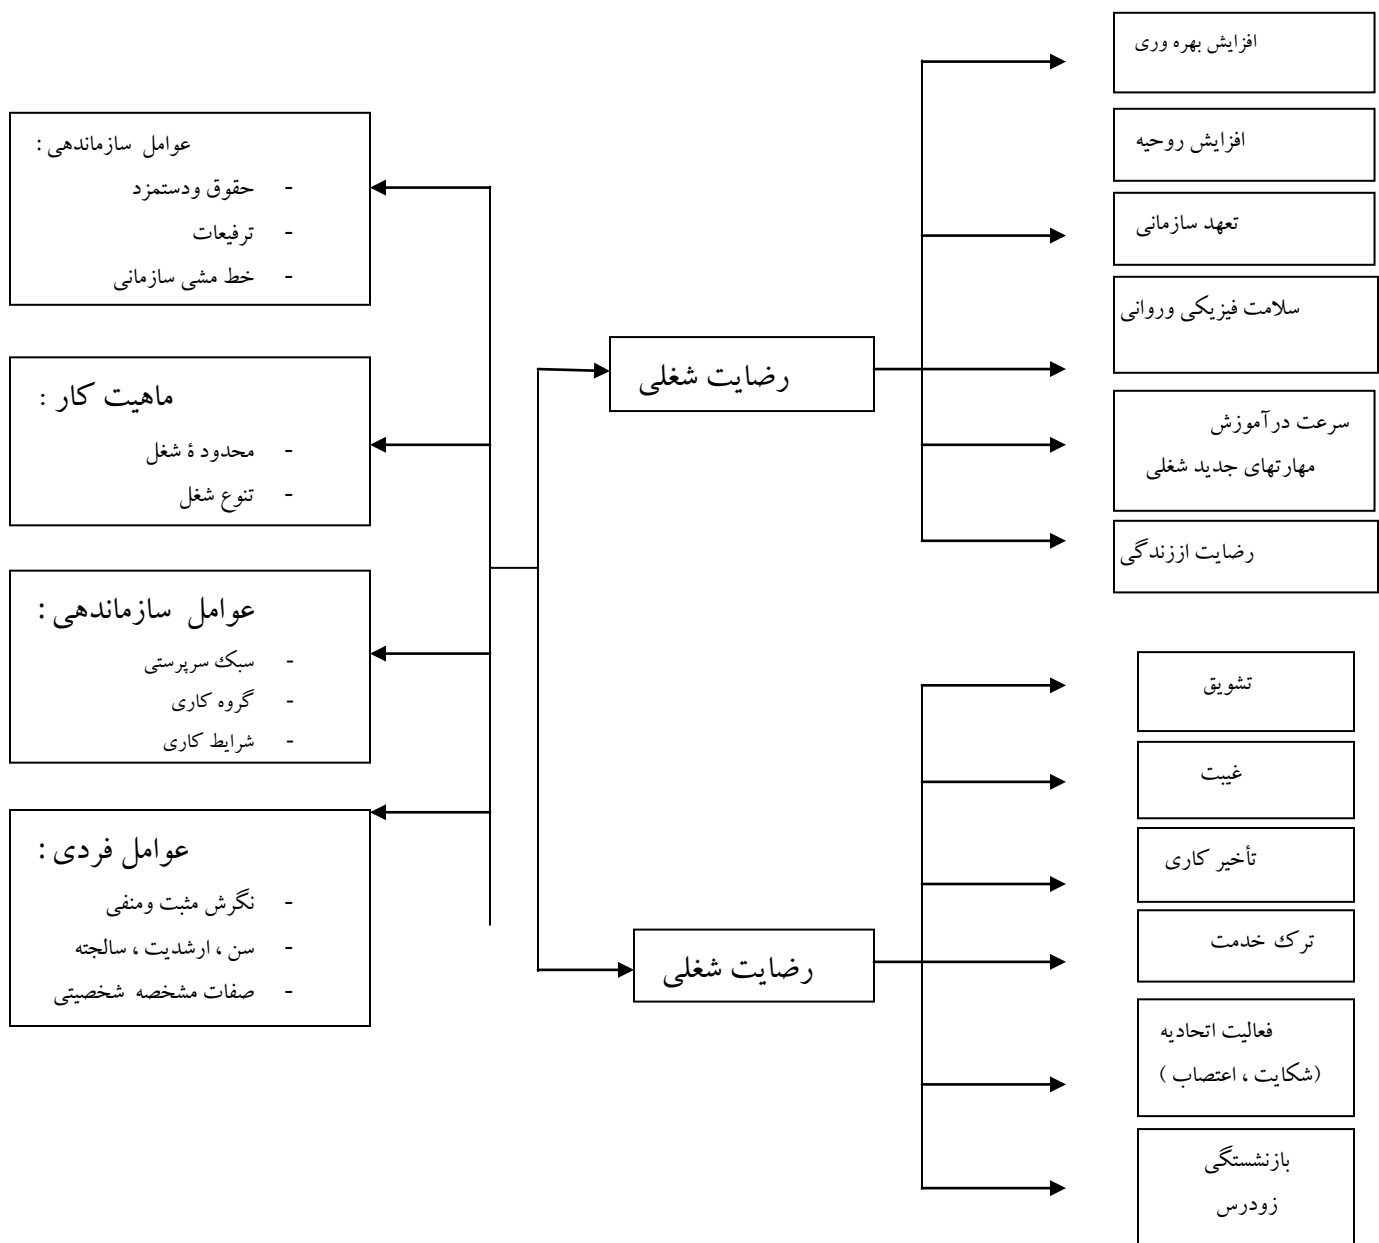 عوامل سازماندهی :
- حقوق ودستمزد
- ترفیعات
- خط مشی سازمانی
ماهیت کار :
- محدود ۀ شغل
- تنوع شغل
عوامل سازماندهی :
- سبک سرپرستی
- گروه کاری
- شرایط کاری
عوامل فردی :
- نگرش مثبت ومنفی
- سن ، ارشدیت ، سالجته
- صفات مشخصه شخصیتی
رضایت شغلی
رضایت شغلی
افزایش بهره وری
افزایش روحیه
تعهد سازمانی
سلامت فیزیکی وروانی
سرعت درآموزش
مهارتهای جدید شغلی
رضایت اززندگی
تشویق
غیبت
تأخیر کاری
ترک خدمت
فعالیت اتحادیه
(شکایت ، اعتصاب )
بازنشستگی
زودرس